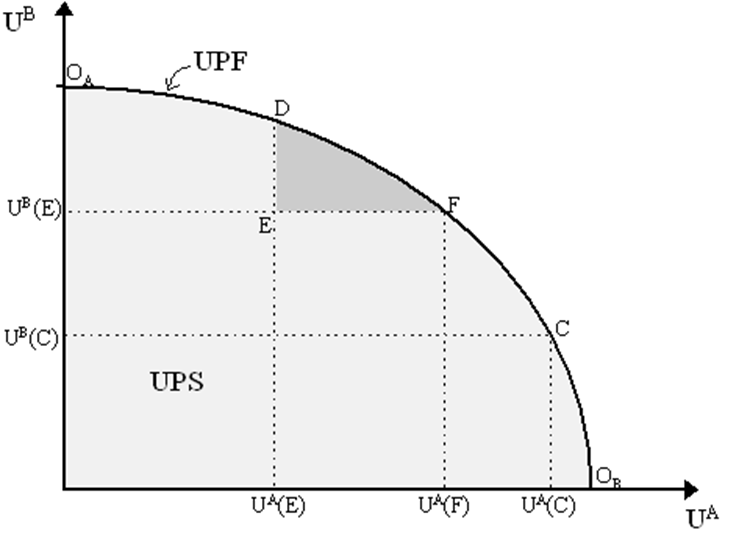 U^B
O_A
UPF
D
U^B(E)
E
F
U^B(C)
C
UPS
O_B
U^A(E)
U^A(F)
U^A(C)
U^A